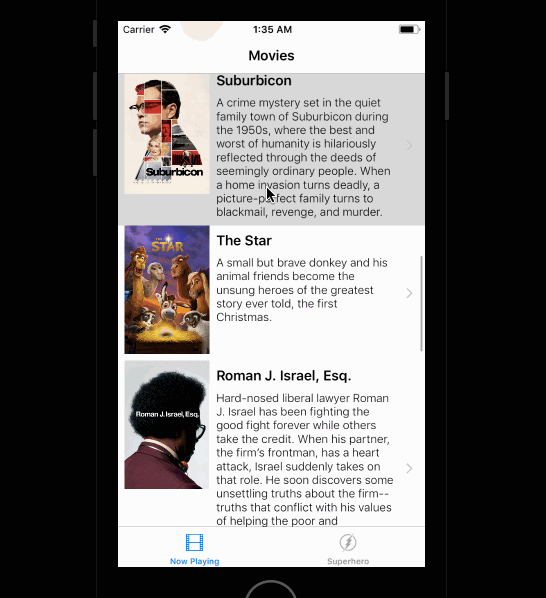 Carrier
1:35 AM
Movies
Suburbicon
A crime mystery set in the quiet
family town of Suburbicon during
the 1950s, where the best and
worst of humanity is hilariously
reflected through the deeds of
seemingly ordinary people. When
a home invasion turns deadly, a
picture-perfect family turns to
blackmail, revenge, and murder.
Suburbicon
THE STAR
The Star
A small but brave donkey and his
animal friends become the
unsung heroes of the greatest
story ever told, the first
Christmas.
Roman J. Israel, Esq.
Hard-nosed liberal lawyer Roman
J. Israel has been fighting the
good fight forever while others
take the credit. When his partner,
the firm’s frontman, has a heart
attack, Israel suddenly takes on
that role. He soon discovers some
unsettling truths about the firm--
truths that conflict with his values
of helping the poor and
Roman J. Israel, Esq.
Now Playing
Superhero